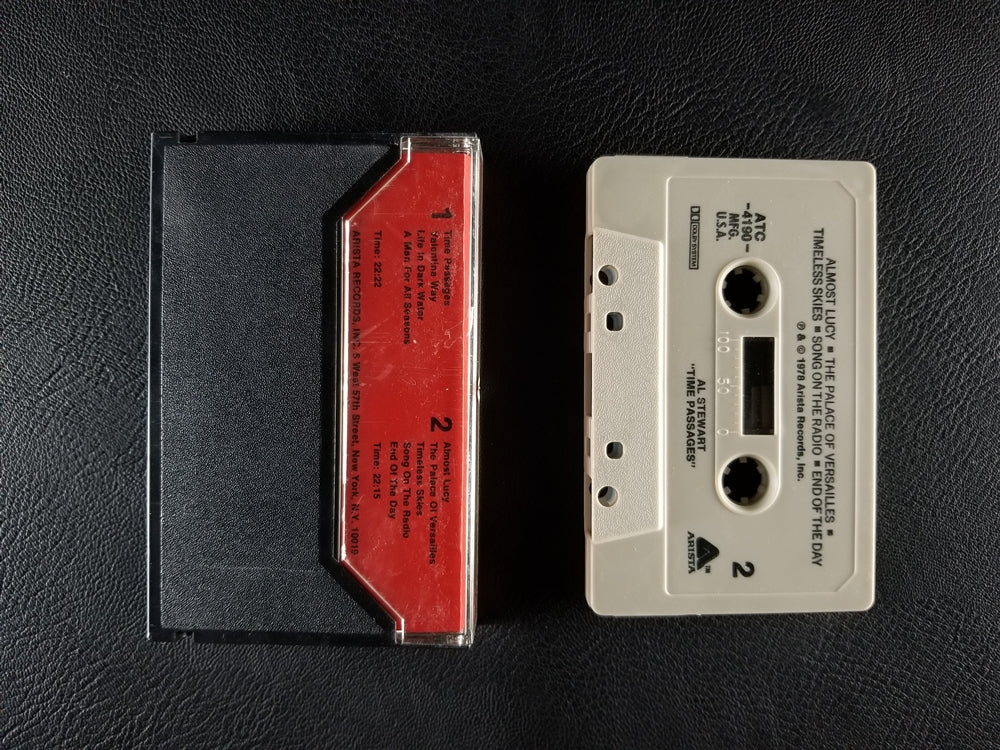 1
Time Passages
Valentina Way
Life In Dark Water
A Man For All Seasons
Time: 22:22
2
Almost Lucy
The Palace Of Versailles
Timeless Skies
Song On The Radio
End Of The Day
Time: 22:15
ARISTA RECORDS, INC. 6 West 57th Street, New York, N.Y. 10019
ALMOST LUCY ■ THE PALACE OF VERSAILLES ■
TIMELESS SKIES ■ SONG ON THE RADIO ■ END OF THE DAY
℗ & © 1978 Arista Records, Inc.
ATC
-4190-
MFG.
U.S.A.
DOLBY SYSTEM
100 50 0
AL STEWART
"TIME PASSAGES"
2
ARISTA™